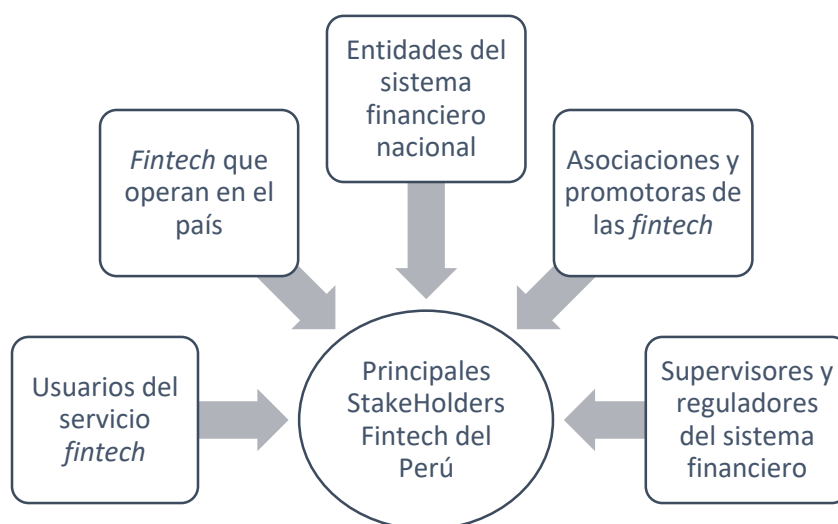 Entidades del
sistema
financiero
nacional
Fintech que
operan en el
país
Asociaciones y
promotoras de
las fintech
Usuarios del
servicio
fintech
Principales
StakeHolders
Fintech del
Perú
Supervisores y
reguladores
del sistema
financiero